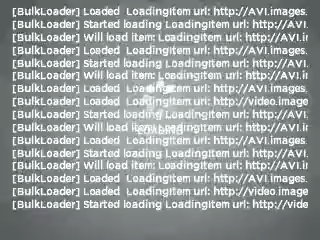 [BulkLoader] Loaded LoadingItem url: http://AVI.images.
[BulkLoader] Started loading LoadingItem url: http://AVI.
[BulkLoader] Will load item: LoadingItem url: http://AVI.i
[BulkLoader] Loaded LoadingItem url: http://AVI.images.
[BulkLoader] Started loading LoadingItem url: http://AVI.
[BulkLoader] Will load item: LoadingItem url: http://AVI.i
[BulkLoader] Loaded LoadingItem url: http://AVI.images.
[BulkLoader] Loaded LoadingItem url: http://video.image
[BulkLoader] Started loading LoadingItem url: http://AVI.
[BulkLoader] Will load item: LoadingItem url: http://AVI.i
LOADING
[BulkLoader] Loaded LoadingItem url: http://AVI.images.
[BulkLoader] Started loading LoadingItem url: http://AVI.
[BulkLoader] Will load item: LoadingItem url: http://AVI.i
[BulkLoader] Loaded LoadingItem url: http://AVI.images.
[BulkLoader] Loaded LoadingItem url: http://video.image
[BulkLoader] Started loading LoadingItem url: http://vide